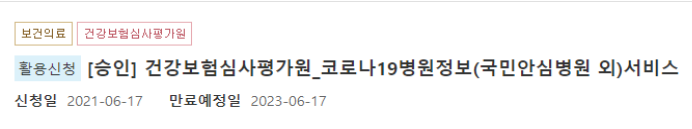 보건의료 건강보험심사평가원
활용신청 [승인] 건강보험심사평가원_코로나19병원정보(국민안심병원 외)서비스
신청일 2021-06-17 만료예정일 2023-06-17